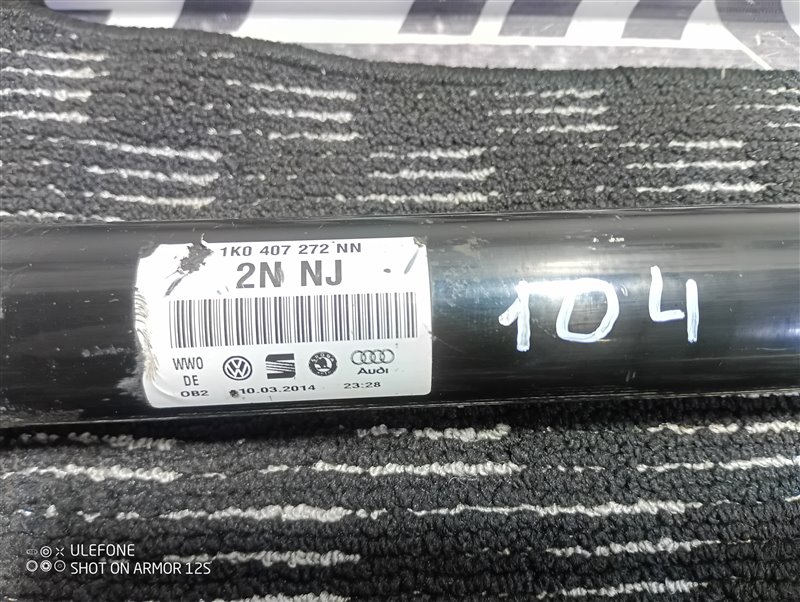 1K0 407 272 NN
2N NJ
WW0
DE
OB2
10.03.2014
23:28
Audi
104
ULEFONE
SHOT ON ARMOR 12S